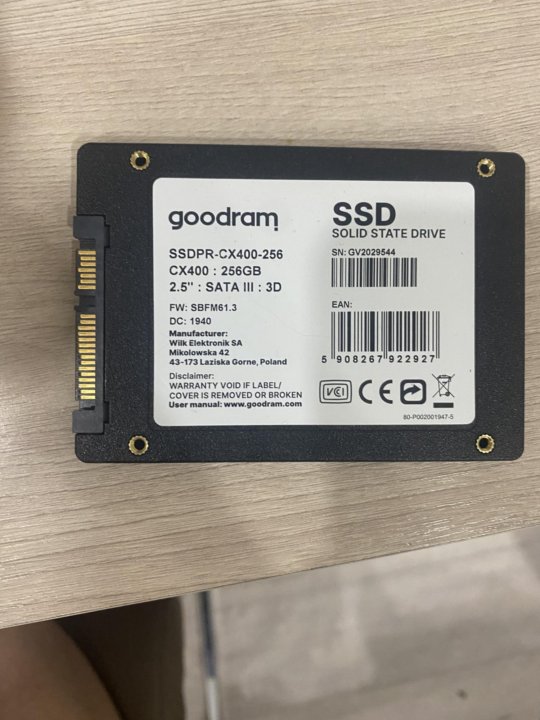 goodram
SSDPR-CX400-256
CX400 : 256GB
2.5" : SATA III : 3D
FW: SBFM61.3
DC: 1940
Manufacturer:
Wilk Elektronik SA
Mikolowska 42
43-173 Laziska Gorne, Poland
Disclaimer:
WARRANTY VOID IF LABEL/
COVER IS REMOVED OR BROKEN
User manual: www.goodram.com
SSD
SOLID STATE DRIVE
SN: GV2029544
EAN:
5 908267 922927
VCI
CE
80-P002001947-5